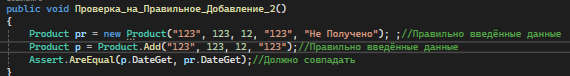 public void Проверка_на_Правильное_Добавление_2()
{
Product pr = new Product("123", 123, 12, "123", "Не Получено"); ;//Правильно введённые данные
Product p = Product.Add("123", 123, 12, "123");//Правильно введённые данные
Assert.AreEqual(p.DateGet, pr.DateGet);//Должно совпадать
}